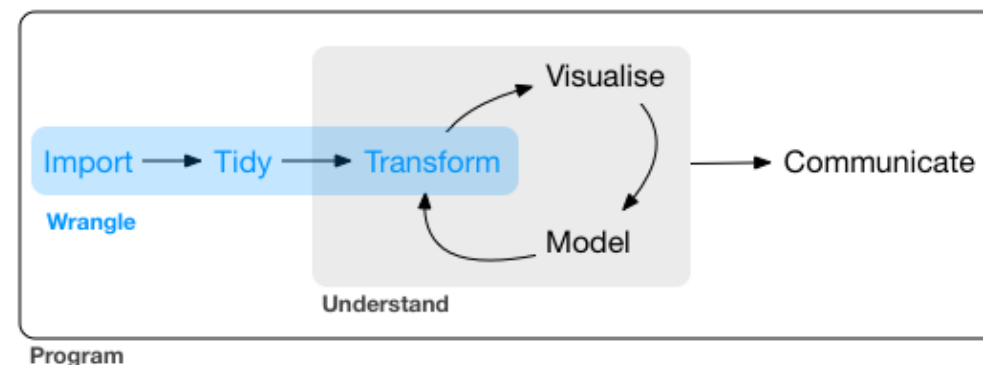 Visualise
Import Tidy Transform Communicate
Wrangle
Model
Understand
Program